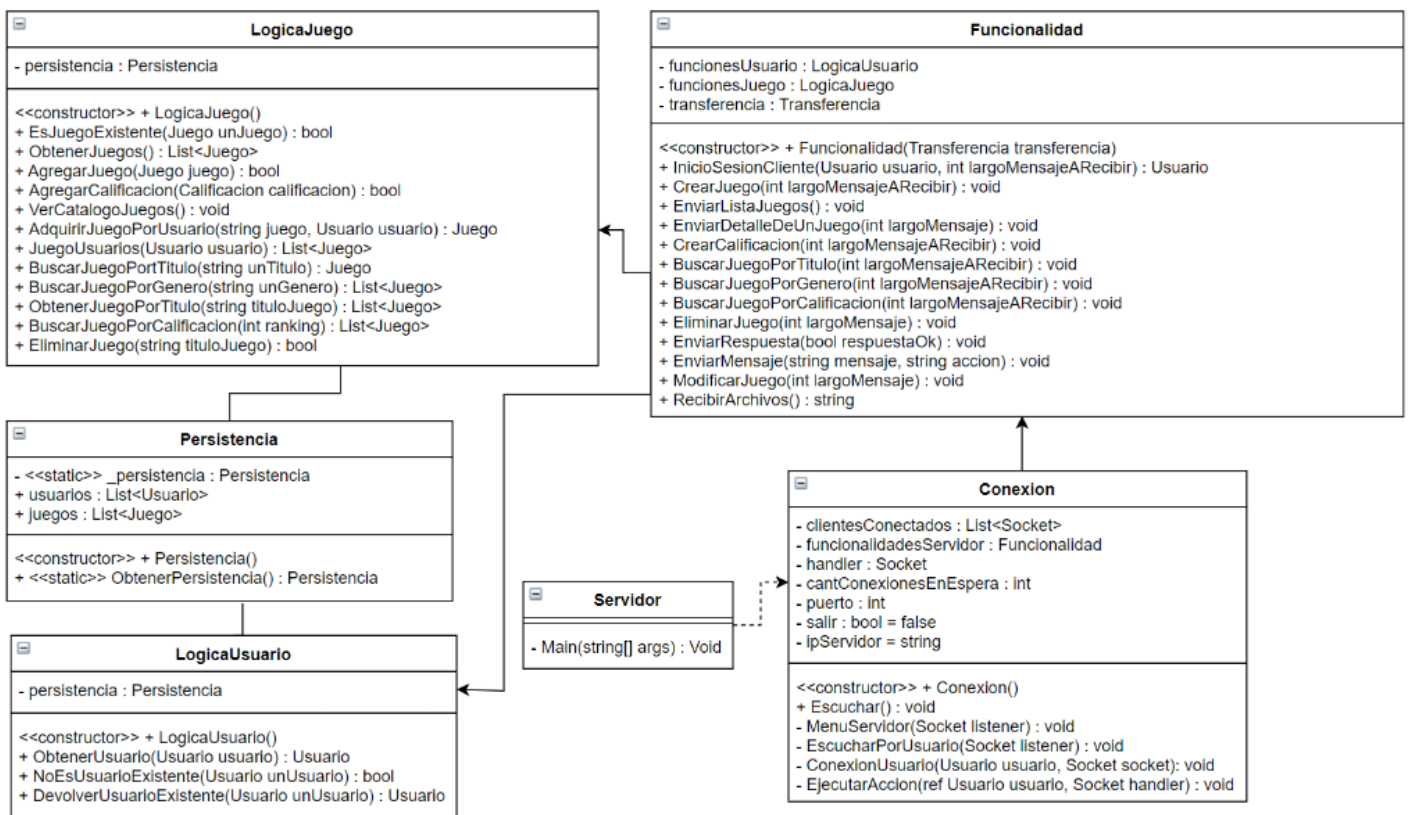 LogicaJuego
- persistencia : Persistencia
<<constructor>> + LogicaJuego()
+ EsJuegoExistente(Juego unJuego) : bool
+ ObtenerJuegos() : List<Juego>
+ AgregarJuego(Juego juego) : bool
+ AgregarCalificacion(Calificacion calificacion) : bool
+ VerCatalogoJuegos() : void
+ AdquirirJuegoPorUsuario(string juego, Usuario usuario) : Juego
+ JuegoUsuarios(Usuario usuario) : List<Juego>
+ BuscarJuegoPortTitulo(string unTitulo) : Juego
+ BuscarJuegoPorGenero(string unGenero) : List<Juego>
+ ObtenerJuegoPorTitulo(string tituloJuego) : List<Juego>
+ BuscarJuegoPorCalificacion(int ranking) : List<Juego>
+ EliminarJuego(string tituloJuego) : bool
Funcionalidad
- funcionesUsuario : LogicaUsuario
- funcionesJuego : LogicaJuego
- transferencia : Transferencia
<<constructor>> + Funcionalidad(Transferencia transferencia)
+ InicioSesionCliente(Usuario usuario, int largoMensajeARecibir) : Usuario
+ CrearJuego(int largoMensajeARecibir) : void
+ EnviarListaJuegos() : void
+ EnviarDetalleDeUnJuego(int largoMensaje) : void
+ CrearCalificacion(int largoMensajeARecibir) : void
+ BuscarJuegoPorTitulo(int largoMensajeARecibir) : void
+ BuscarJuegoPorGenero(int largoMensajeARecibir) : void
+ BuscarJuegoPorCalificacion(int largoMensajeARecibir) : void
+ EliminarJuego(int largoMensaje) : void
+ EnviarRespuesta(bool respuestaOk) : void
+ EnviarMensaje(string mensaje, string accion) : void
+ ModificarJuego(int largoMensaje) : void
+ RecibirArchivos() : string
Persistencia
- <<static>> _persistencia : Persistencia
+ usuarios : List<Usuario>
+ juegos : List<Juego>
<<constructor>> + Persistencia()
+ <<static>> ObtenerPersistencia() : Persistencia
Conexion
- clientesConectados : List<Socket>
- funcionalidadesServidor : Funcionalidad
- handler : Socket
- cantConexionesEnEspera : int
- puerto : int
- salir : bool = false
- ipServidor = string
<<constructor>> + Conexion()
+ Escuchar() : void
- MenuServidor(Socket listener) : void
- EscucharPorUsuario(Socket listener) : void
- ConexionUsuario(Usuario usuario, Socket socket): void
- EjecutarAccion(ref Usuario usuario, Socket handler) : void
Servidor
- Main(string[] args) : Void
LogicaUsuario
- persistencia : Persistencia
<<constructor>> + LogicaUsuario()
+ ObtenerUsuario(Usuario usuario) : Usuario
+ NoEsUsuarioExistente(Usuario unUsuario) : bool
+ DevolverUsuarioExistente(Usuario unUsuario) : Usuario